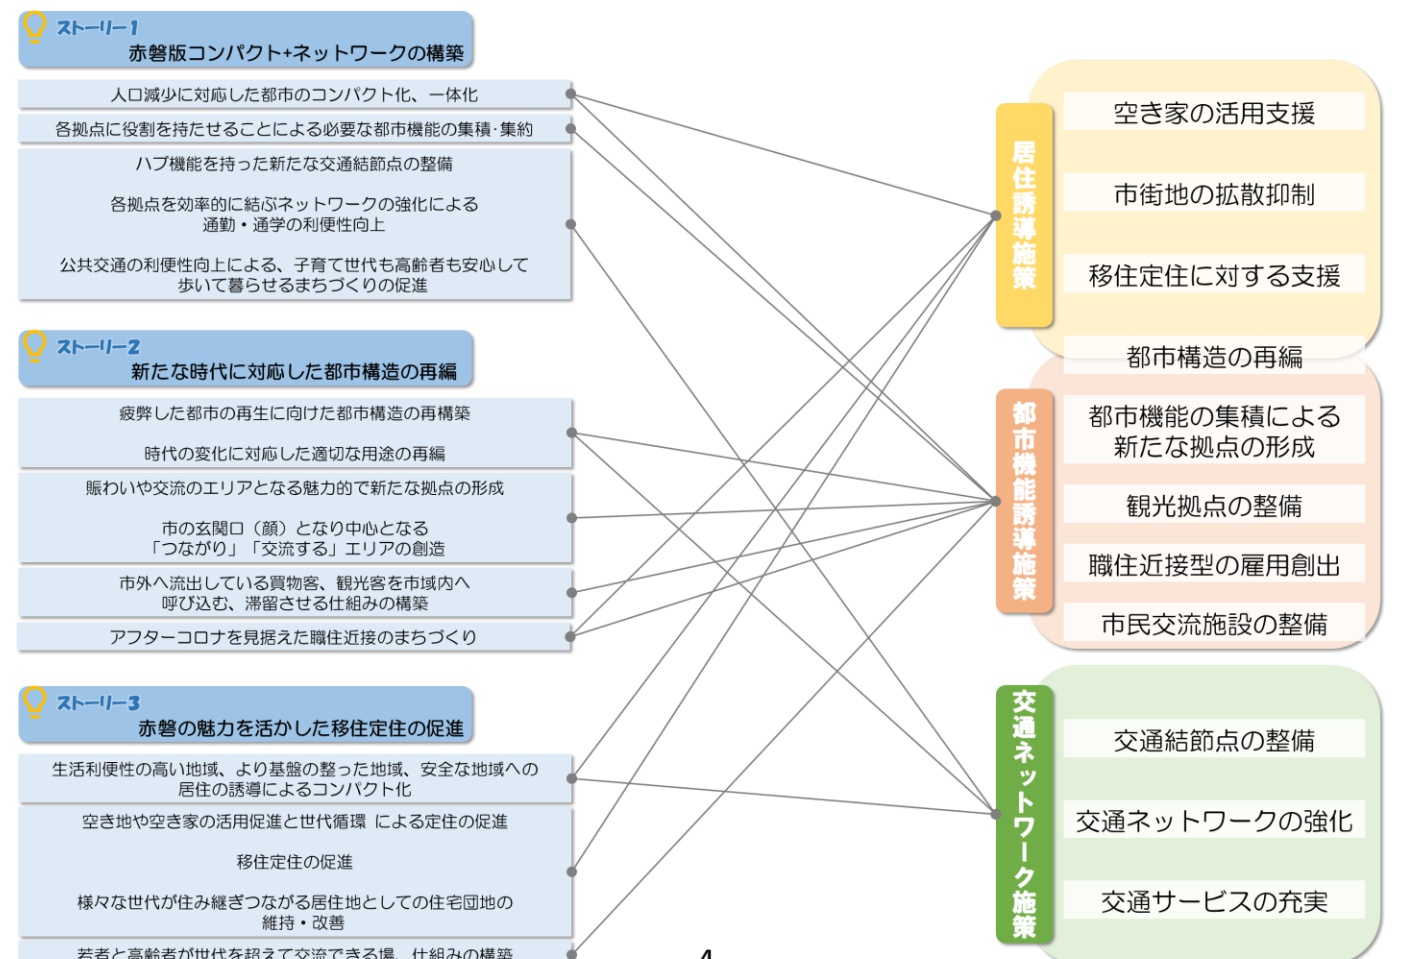 ストーリー1
赤磐版コンパクト+ネットワークの構築
人口減少に対応した都市のコンパクト化、一体化
各拠点に役割を持たせることによる必要な都市機能の集積・集約
ハブ機能を持った新たな交通結節点の整備
各拠点を効率的に結ぶネットワークの強化による
通勤・通学の利便性向上
公共交通の利便性向上による、子育て世代も高齢者も安心して
歩いて暮らせるまちづくりの促進
ストーリー2
新たな時代に対応した都市構造の再編
疲弊した都市の再生に向けた都市構造の再構築
時代の変化に対応した適切な用途の再編
賑わいや交流のエリアとなる魅力的で新たな拠点の形成
市の玄関口（顔）となり中心となる
「つながり」「交流する」エリアの創造
市外へ流出している買物客、観光客を市域内へ
呼び込む、滞留させる仕組みの構築
アフターコロナを見据えた職住近接のまちづくり
ストーリー3
赤磐の魅力を活かした移住定住の促進
生活利便性の高い地域、より基盤の整った地域、安全な地域への
居住の誘導によるコンパクト化
空き地や空き家の活用促進と世代循環 による定住の促進
移住定住の促進
様々な世代が住み継ぎつながる居住地としての住宅団地の
維持・改善
若者と高齢者が世代を超えて交流できる場、仕組みの構築
居住誘導施策
空き家の活用支援
市街地の拡散抑制
移住定住に対する支援
都市構造の再編
都市機能誘導施策
都市機能の集積による
新たな拠点の形成
観光拠点の整備
職住近接型の雇用創出
市民交流施設の整備
交通ネットワーク施策
交通結節点の整備
交通ネットワークの強化
交通サービスの充実
4